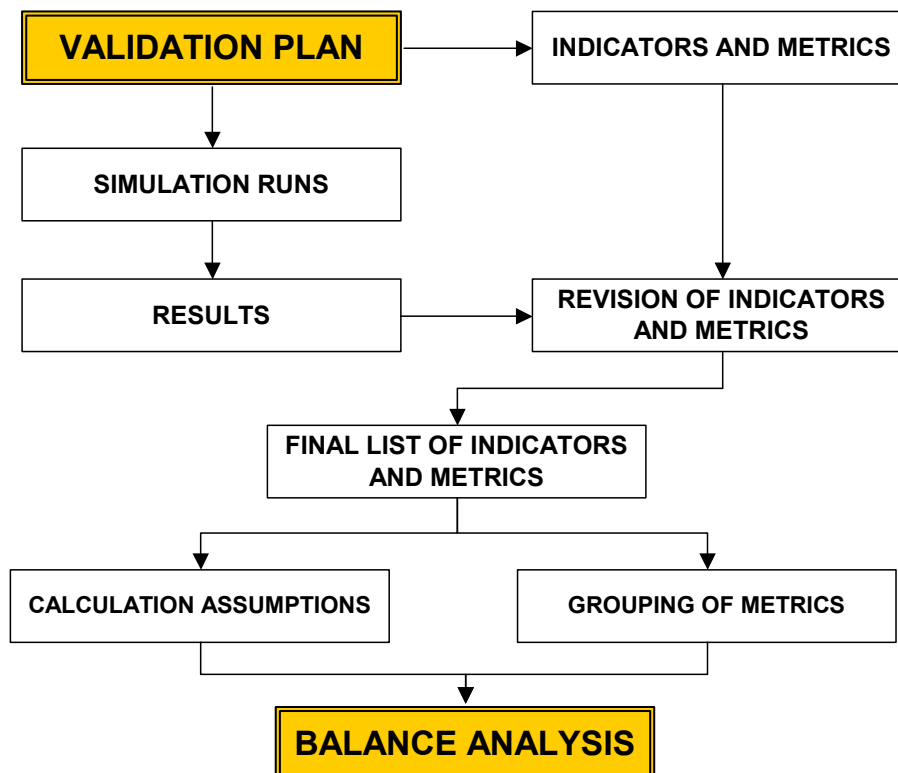 VALIDATION PLAN
INDICATORS AND METRICS
SIMULATION RUNS
RESULTS
REVISION OF INDICATORS
AND METRICS
FINAL LIST OF INDICATORS
AND METRICS
CALCULATION ASSUMPTIONS
GROUPING OF METRICS
BALANCE ANALYSIS